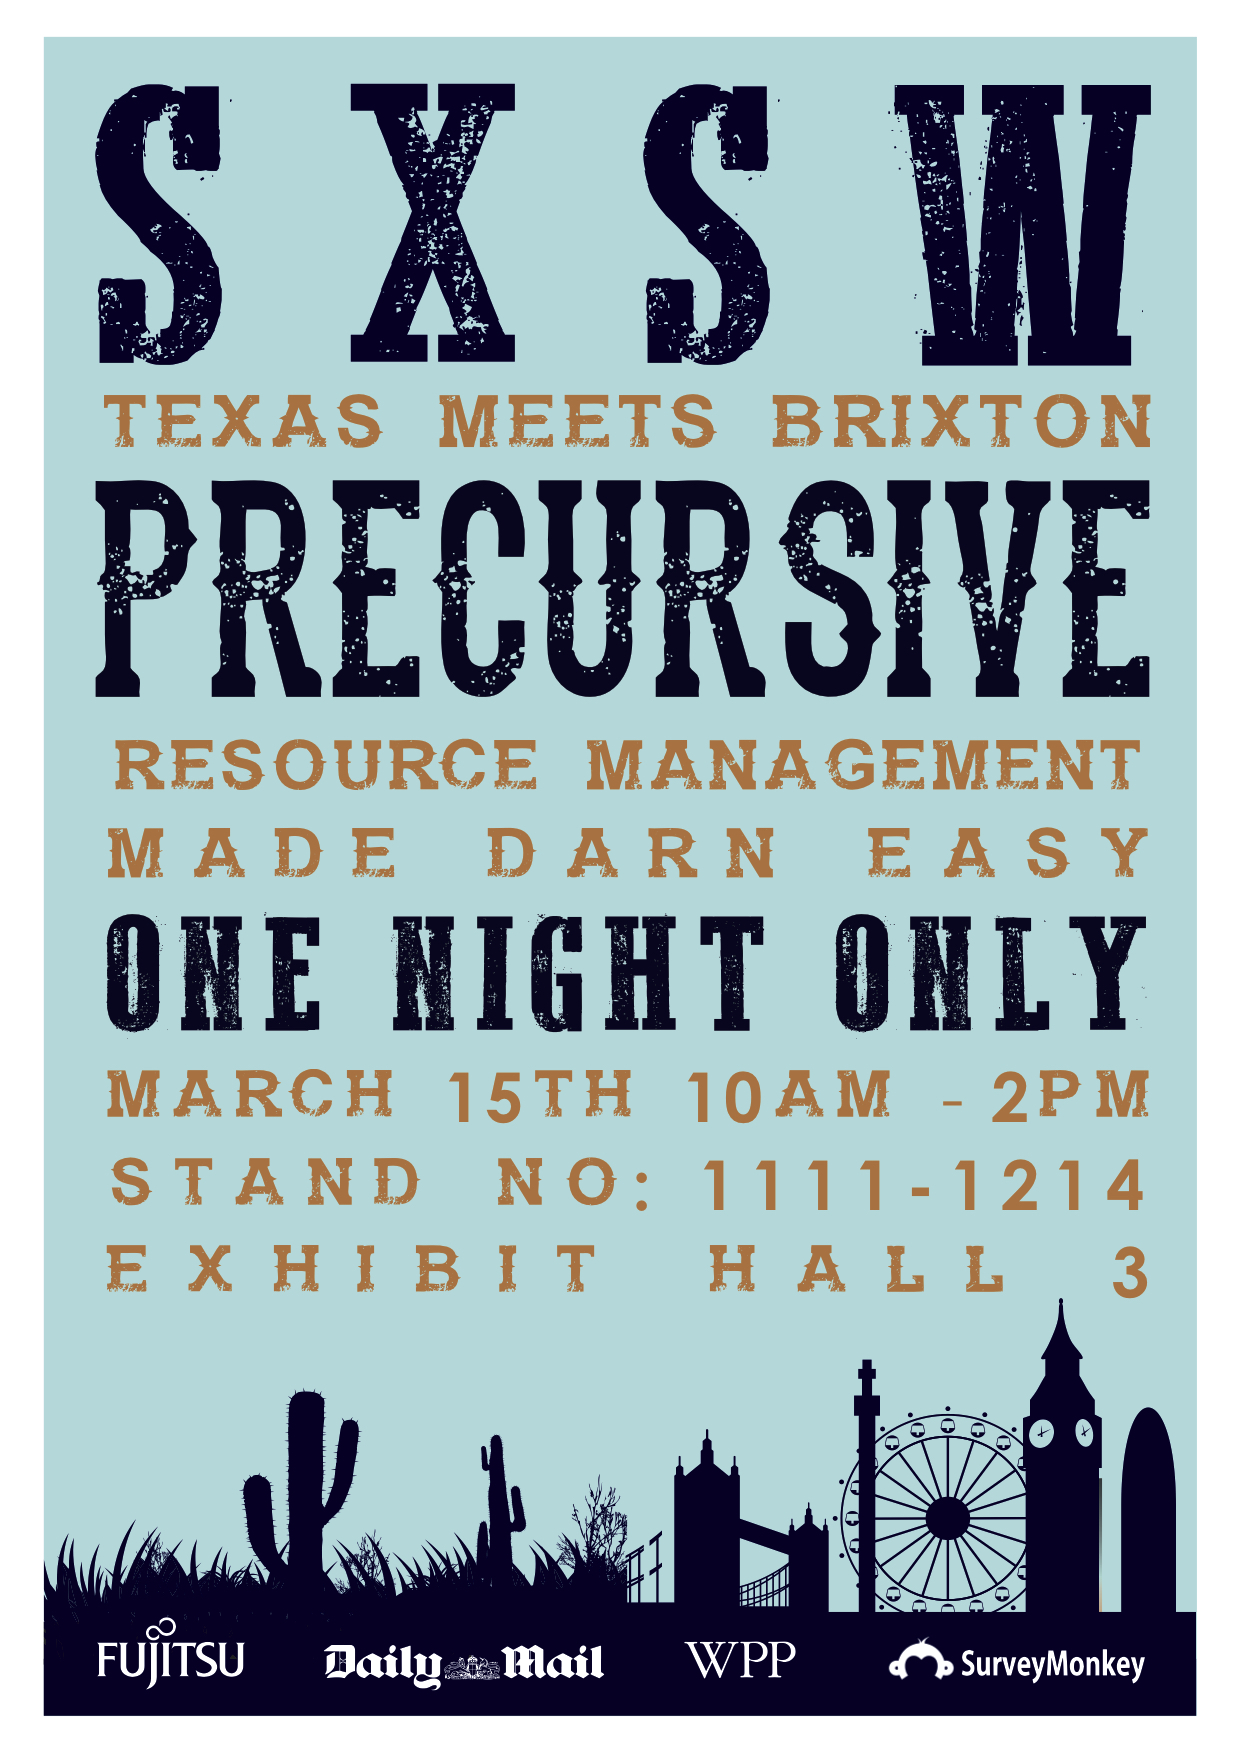 SXSW
TEXAS MEETS BRIXTON
PRECURSIVE
RESOURCE MANAGEMENT
MADE DARN EASY
ONE NIGHT ONLY
MARCH 15TH 10AM - 2PM
STAND NO: 1111-1214
EXHIBIT HALL 3
FUJITSU Daily Mail WPP SurveyMonkey